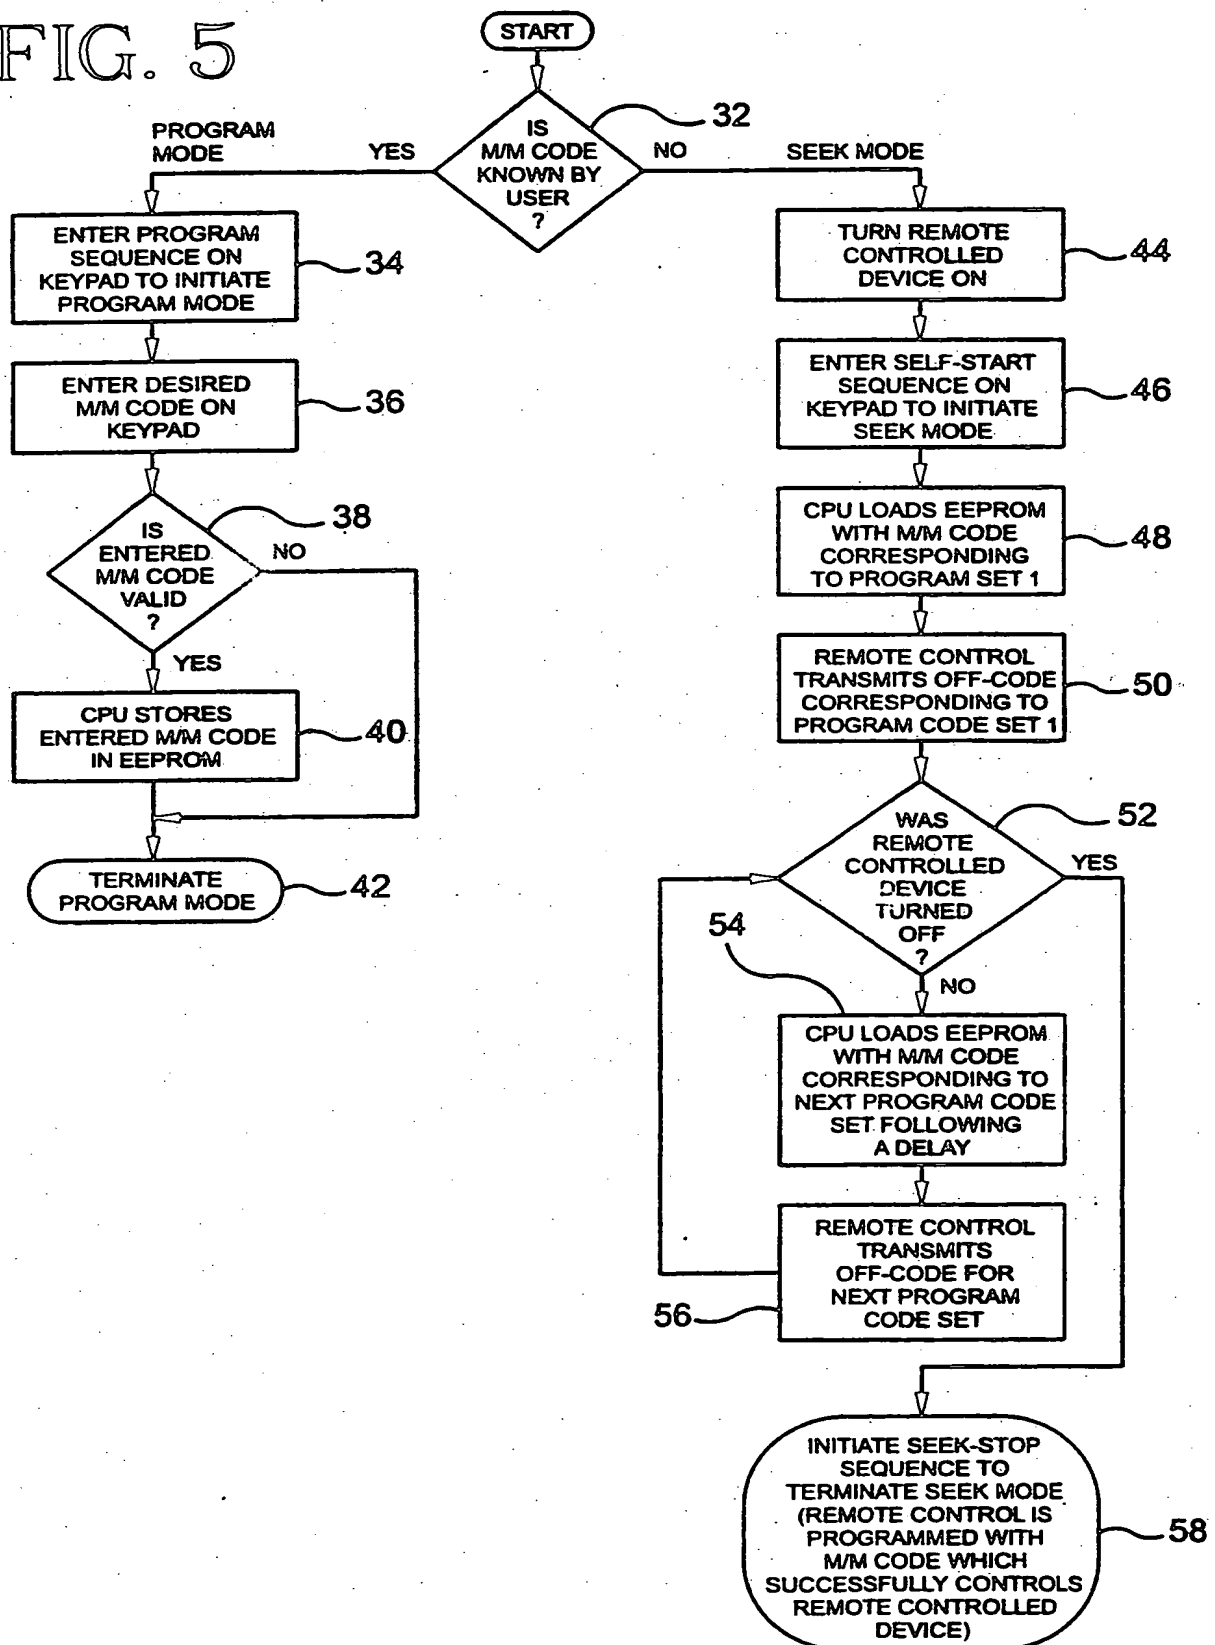 FIG. 5
START
IS
M/M CODE
KNOWN BY
USER
?
32
PROGRAM
MODE
YES
NO
SEEK MODE
ENTER PROGRAM
SEQUENCE ON
KEYPAD TO INITIATE
PROGRAM MODE
34
ENTER DESIRED
M/M CODE ON
KEYPAD
36
IS
ENTERED
M/M CODE
VALID
?
38
NO
YES
CPU STORES
ENTERED M/M CODE
IN EEPROM
40
TERMINATE
PROGRAM MODE
42
TURN REMOTE
CONTROLLED
DEVICE ON
44
ENTER SELF-START
SEQUENCE ON
KEYPAD TO INITIATE
SEEK MODE
46
CPU LOADS EEPROM
WITH M/M CODE
CORRESPONDING
TO PROGRAM SET 1
48
REMOTE CONTROL
TRANSMITS OFF-CODE
CORRESPONDING TO
PROGRAM CODE SET 1
50
WAS
REMOTE
CONTROLLED
DEVICE
TURNED
OFF
?
52
YES
NO
54
CPU LOADS EEPROM
WITH M/M CODE
CORRESPONDING TO
NEXT PROGRAM CODE
SET FOLLOWING
A DELAY
REMOTE CONTROL
TRANSMITS
OFF-CODE FOR
NEXT PROGRAM
CODE SET
56
INITIATE SEEK-STOP
SEQUENCE TO
TERMINATE SEEK MODE
(REMOTE CONTROL IS
PROGRAMMED WITH
M/M CODE WHICH
SUCCESSFULLY CONTROLS
REMOTE CONTROLLED
DEVICE)
58